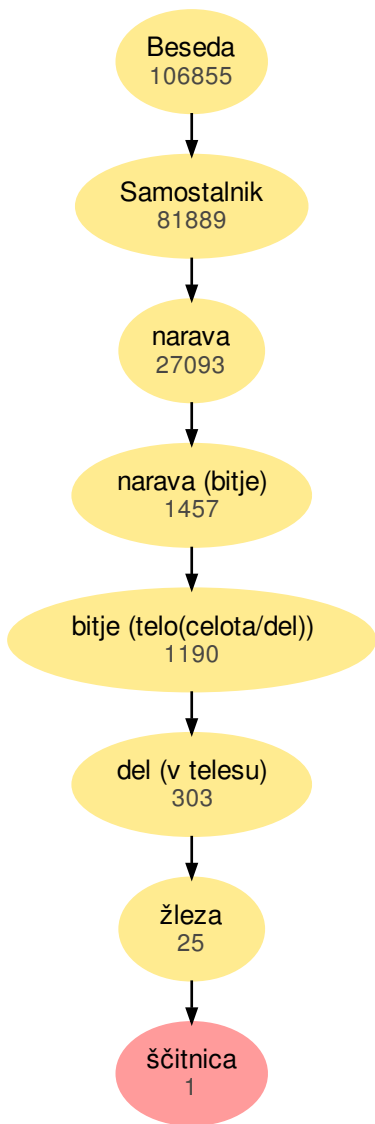 Beseda
106855
Samostalnik
81889
narava
27093
narava (bitje)
1457
bitje (telo(celota/del))
1190
del (v telesu)
303
žleza
25
ščitnica
1